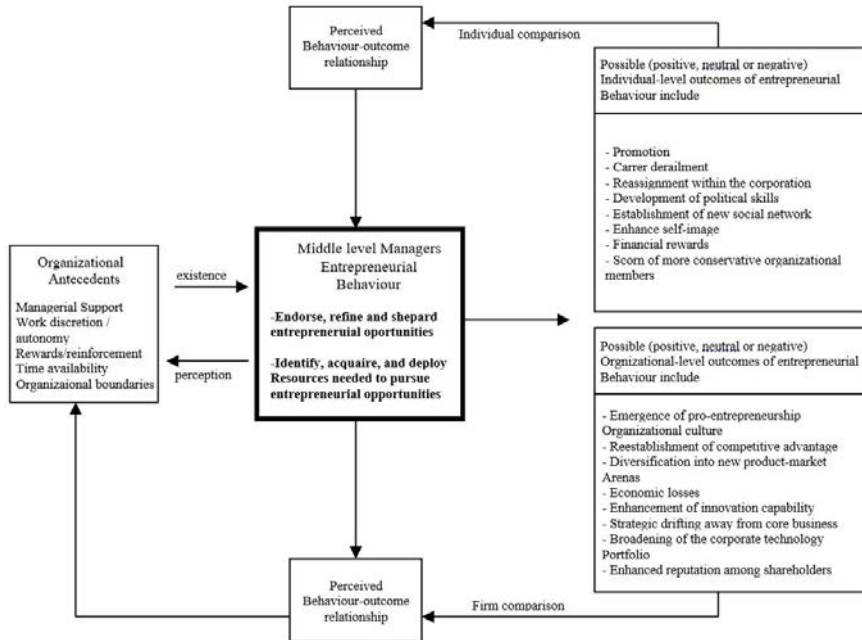 Perceived
Behaviour-outcome
relationship
Individual comparison
Possible (positive, neutral or negative)
Individual-level outcomes of entrepreneurial
Behaviour include
- Promotion
- Carrer derailment
- Reassignment within the corporation
- Development of political skills
- Establishment of new social network
- Enhance self-image
- Financial rewards
- Scorn of more conservative organizational
members
Organizational
Antecedents
Managerial Support
Work discretion /
autonomy
Rewards/reinforcement
Time availability
Organizaional boundaries
existence
perception
Middle level Managers
Entrepreneurial
Behaviour
-Endorse, refine and shepard
entrepreneruial oportunities
-Identify, acquaire, and deploy
Resources needed to pursue
entrepreneurial opportunities
Possible (positive, neutral or negative)
Orgnizational-level outcomes of entrepreneurial
Behaviour include
- Emergence of pro-entrepreneurship
Organizational culture
- Reestablishment of competitive advantage
- Diversification into new product-market
Arenas
- Economic losses
- Enhancement of innovation capability
- Strategic drifting away from core business
- Broadening of the corporate technology
Portfolio
- Enhanced reputation among shareholders
Perceived
Behaviour-outcome
relationship
Firm comparison